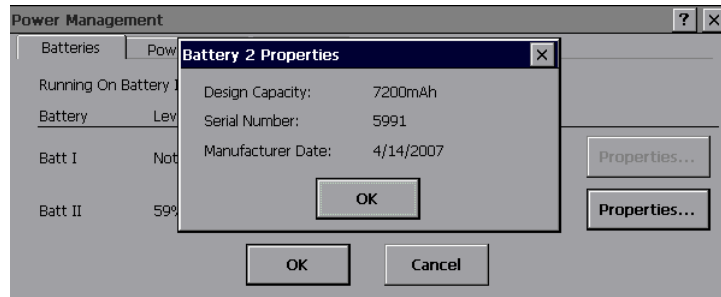 Power Management
? X
Batteries Pow
Battery 2 Properties X
Running On Battery
Design Capacity: 7200mAh
Battery Lev
Serial Number: 5991
Manufacturer Date: 4/14/2007
Batt I Not
Properties...
OK
Batt II 59%
Properties...
OK Cancel